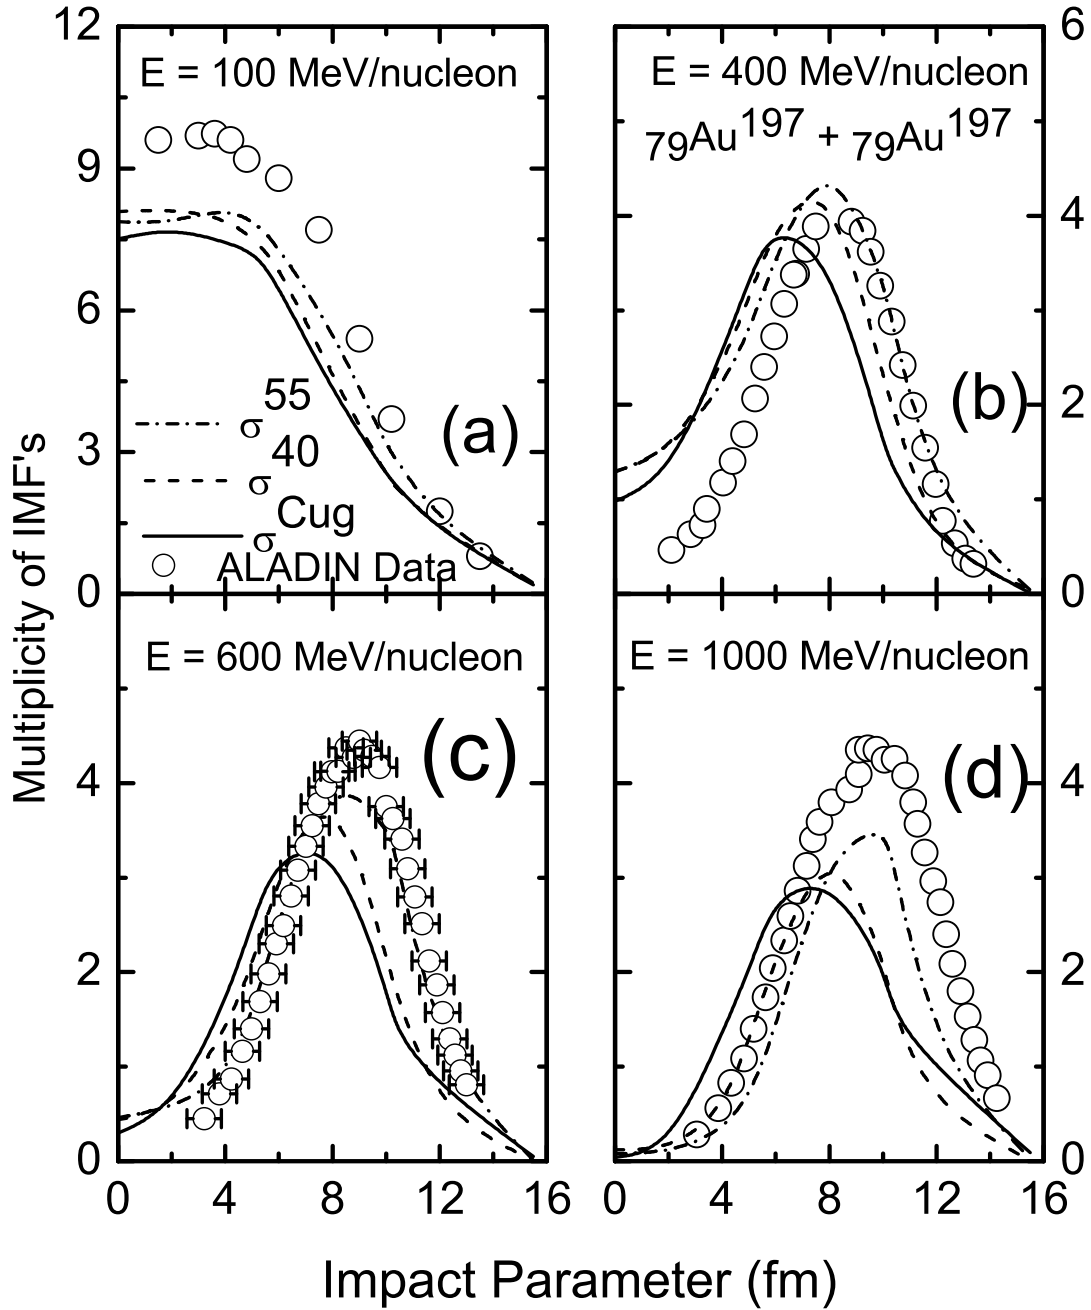 12
9
6
3
0
Multiplicity of IMF's
E = 100 MeV/nucleon
(a)
σ55
σ40
σCug
ALADIN Data
E = 400 MeV/nucleon
79Au197 + 79Au197
(b)
6
4
2
0
E = 600 MeV/nucleon
(c)
4
2
0
0 4 8 12 16
E = 1000 MeV/nucleon
(d)
4
2
0
0 4 8 12 16
Impact Parameter (fm)